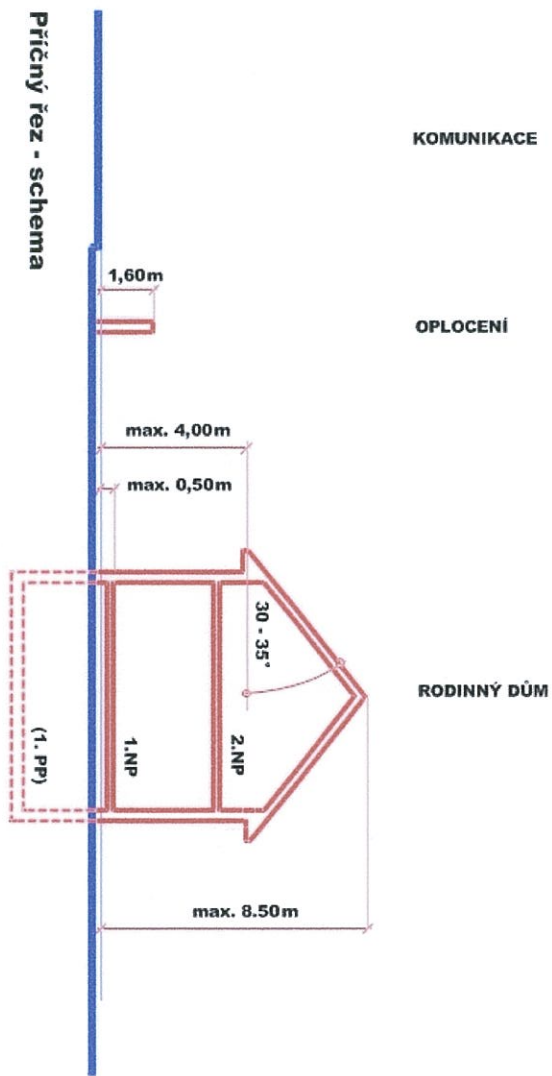 Příčný řez - schema
KOMUNIKACE
1,60m
OPLOCENÍ
max. 4,00m
max. 0,50m
30 - 35°
RODINNÝ DŮM
2.NP
1.NP
(1. PP)
max. 8.50m